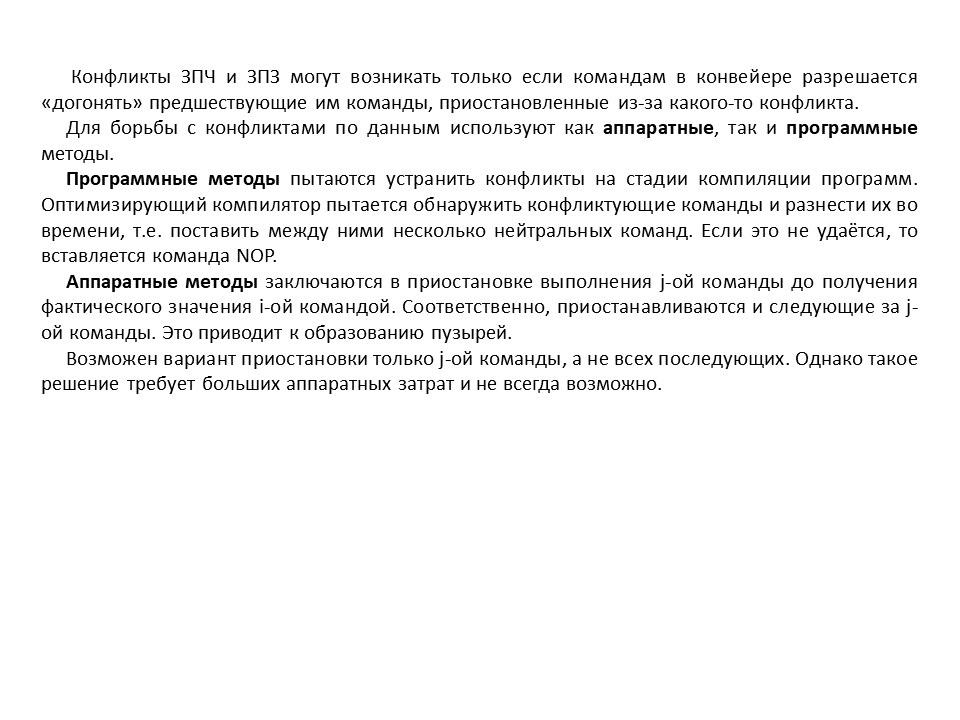 Конфликты ЗПЧ и ЗПЗ могут возникать только если командам в конвейере разрешается
«догонять» предшествующие им команды, приостановленные из-за какого-то конфликта.
Для борьбы с конфликтами по данным используют как аппаратные, так и программные
методы.
Программные методы пытаются устранить конфликты на стадии компиляции программ.
Оптимизирующий компилятор пытается обнаружить конфликтующие команды и разнести их во
времени, т.е. поставить между ними несколько нейтральных команд. Если это не удаётся, то
вставляется команда NOP.
Аппаратные методы заключаются в приостановке выполнения j-ой команды до получения
фактического значения i-ой командой. Соответственно, приостанавливаются и следующие за j-
ой команды. Это приводит к образованию пузырей.
Возможен вариант приостановки только j-ой команды, а не всех последующих. Однако такое
решение требует больших аппаратных затрат и не всегда возможно.